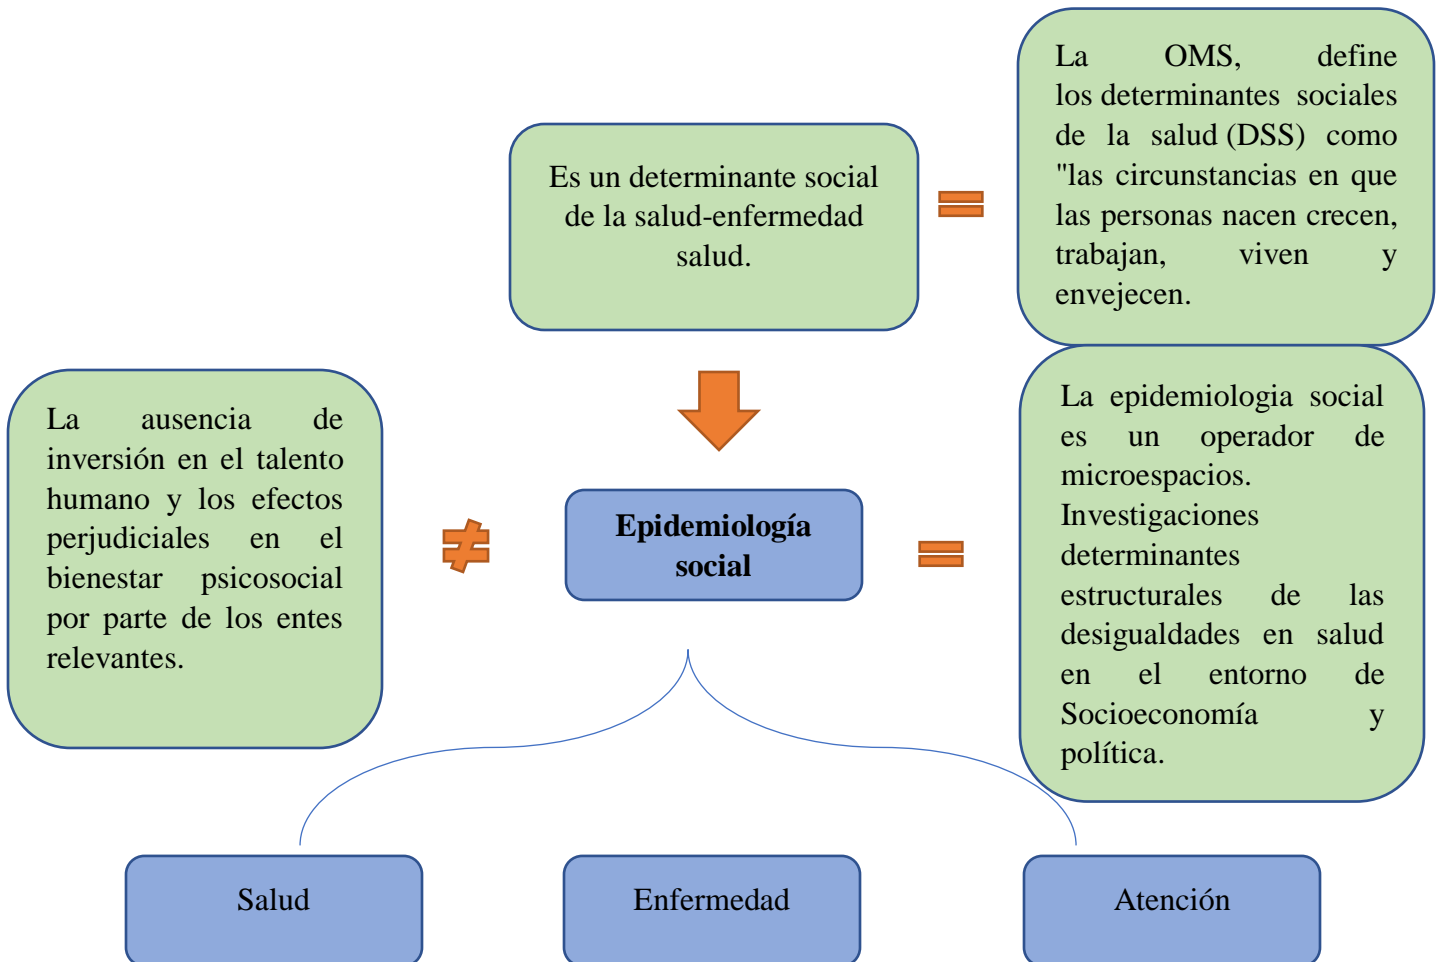 La OMS, define
los determinantes sociales
de la salud (DSS) como
"las circunstancias en que
las personas nacen crecen,
trabajan, viven y
envejecen.
Es un determinante social
de la salud-enfermedad
salud.
La ausencia de
inversión en el talento
humano y los efectos
perjudiciales en el
bienestar psicosocial
por parte de los entes
relevantes.
Epidemiología
social
La epidemiologia social
es un operador de
microespacios.
Investigaciones
determinantes
estructurales de las
desigualdades en salud
en el entorno de
Socioeconomía y
política.
Salud
Enfermedad
Atención